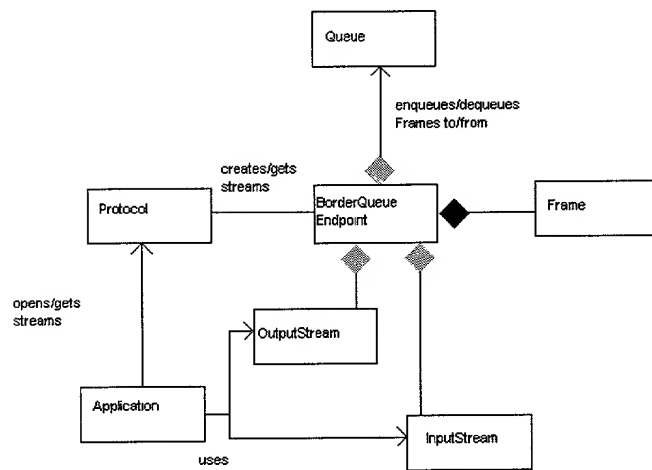 Queue
enqueues/dequeues
Frames to/from
creates/gets
streams
Protocol
BorderQueue
Endpoint
Frame
opens/gets
streams
OutputStream
Application
InputStream
uses